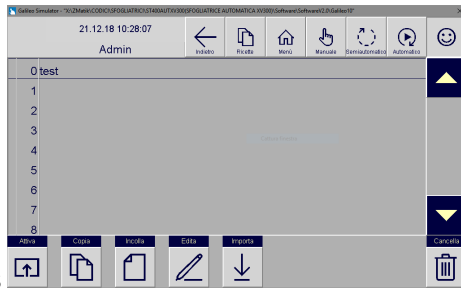 Galileo Simulator - "X:\ZMatik\CODICI\SFOGLIATRICI\ST400AUTXV300\SFOGLIATRICE AUTOMATICA XV300\Software\SoftwareV2.0\Galileo10"
21.12.18 10:28:07
Admin
Indietro
Ricette
Menù
Manuale
Semiautomatico
Automatico
0 test
1
2
3
4
5
6
7
8
Attiva
Copia
Incolla
Edita
Importa
Cancella